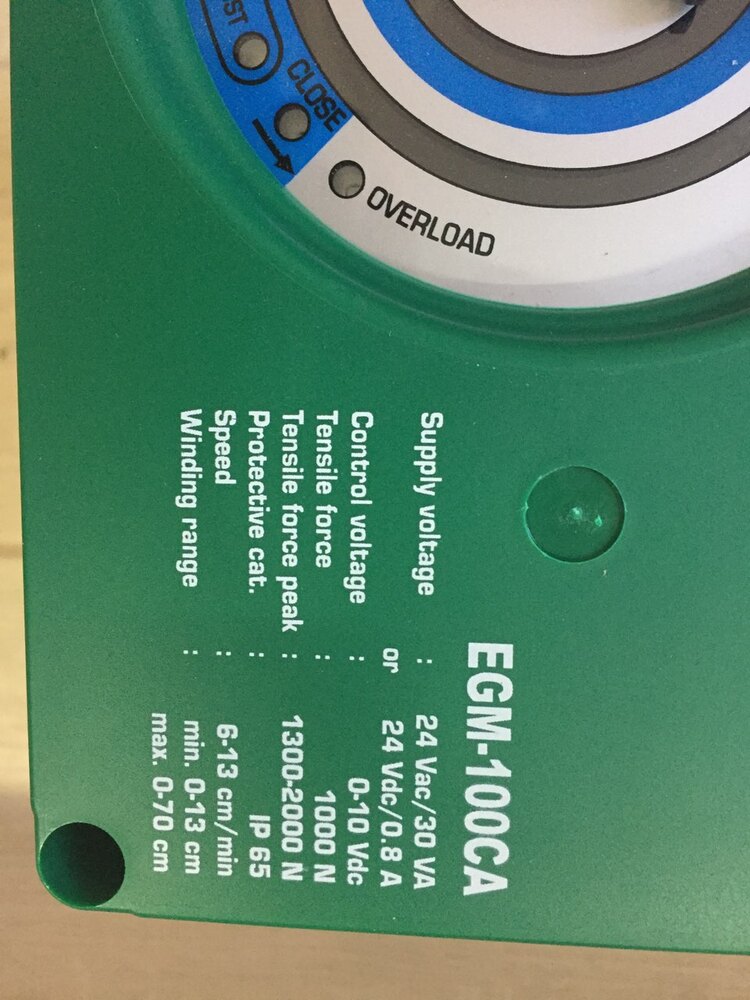 CLOSE
OVERLOAD
EGM-100CA
Supply voltage : 24 Vac/30 VA
or 24 Vdc/0.8 A
Control voltage : 0-10 Vdc
Tensile force : 1000 N
Tensile force peak : 1300-2000 N
Protective cat. : IP 65
Speed : 6-13 cm/min
Winding range : min. 0-13 cm
max. 0-70 cm